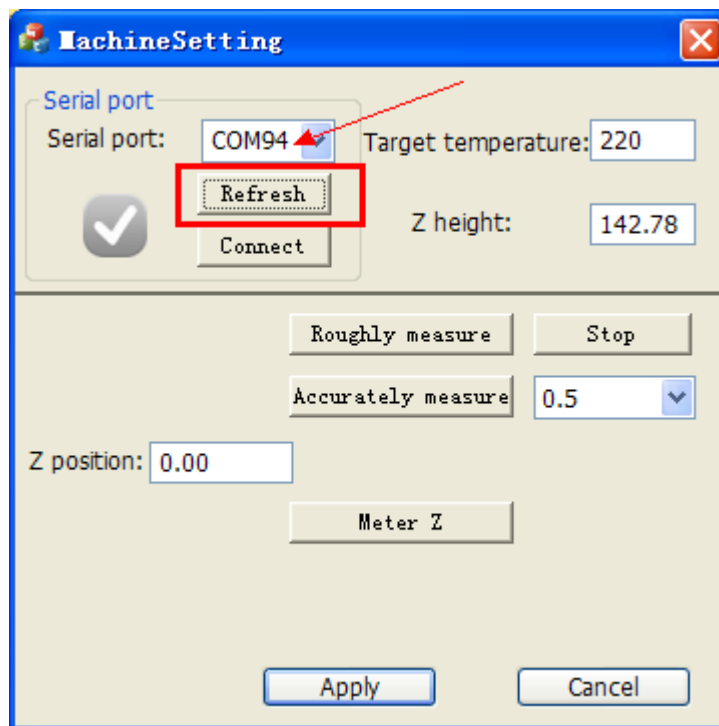 MachineSetting
Serial port
Serial port: COM94 Target temperature: 220
Refresh
Z height: 142.78
Connect
Roughly measure Stop
Accurately measure 0.5
Z position: 0.00
Meter Z
Apply Cancel